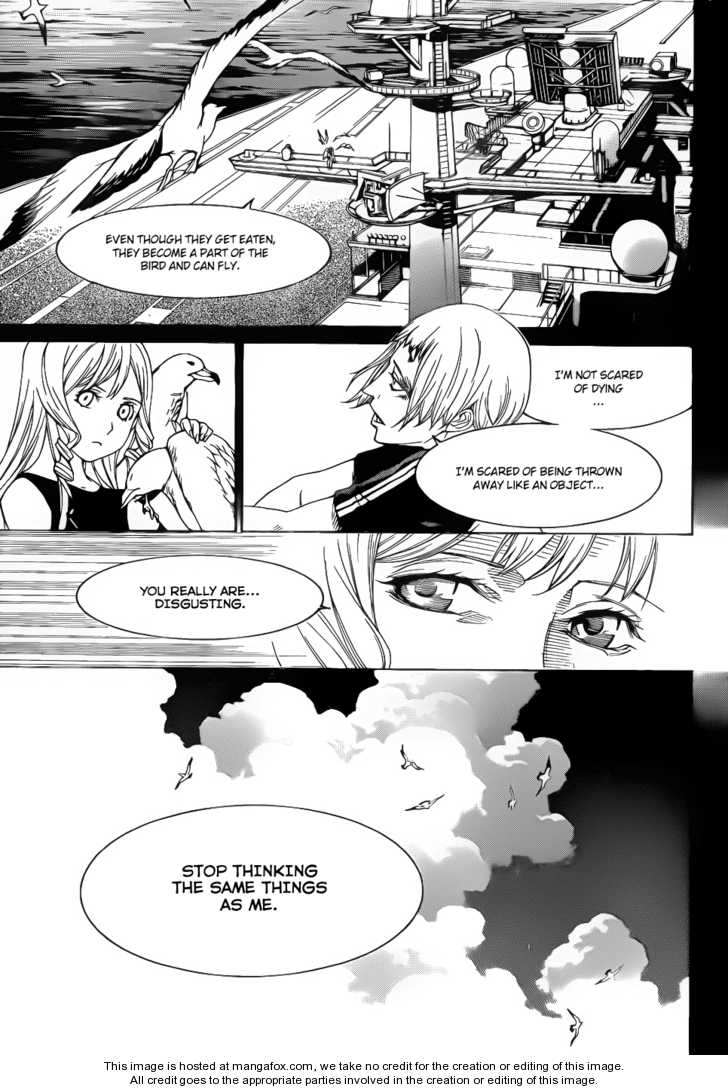 EVEN THOUGH THEY GET EATEN,
THEY BECOME A PART OF THE
BIRD AND CAN FLY.
I'M NOT SCARED
OF DYING
...
I'M SCARED OF BEING THROWN
AWAY LIKE AN OBJECT...
YOU REALLY ARE...
DISGUSTING.
STOP THINKING
THE SAME THINGS
AS ME.
This image is hosted at mangafox.com, we take no credit for the creation or editing of this image.
All credit goes to the appropriate parties involved in the creation or editing of this image.